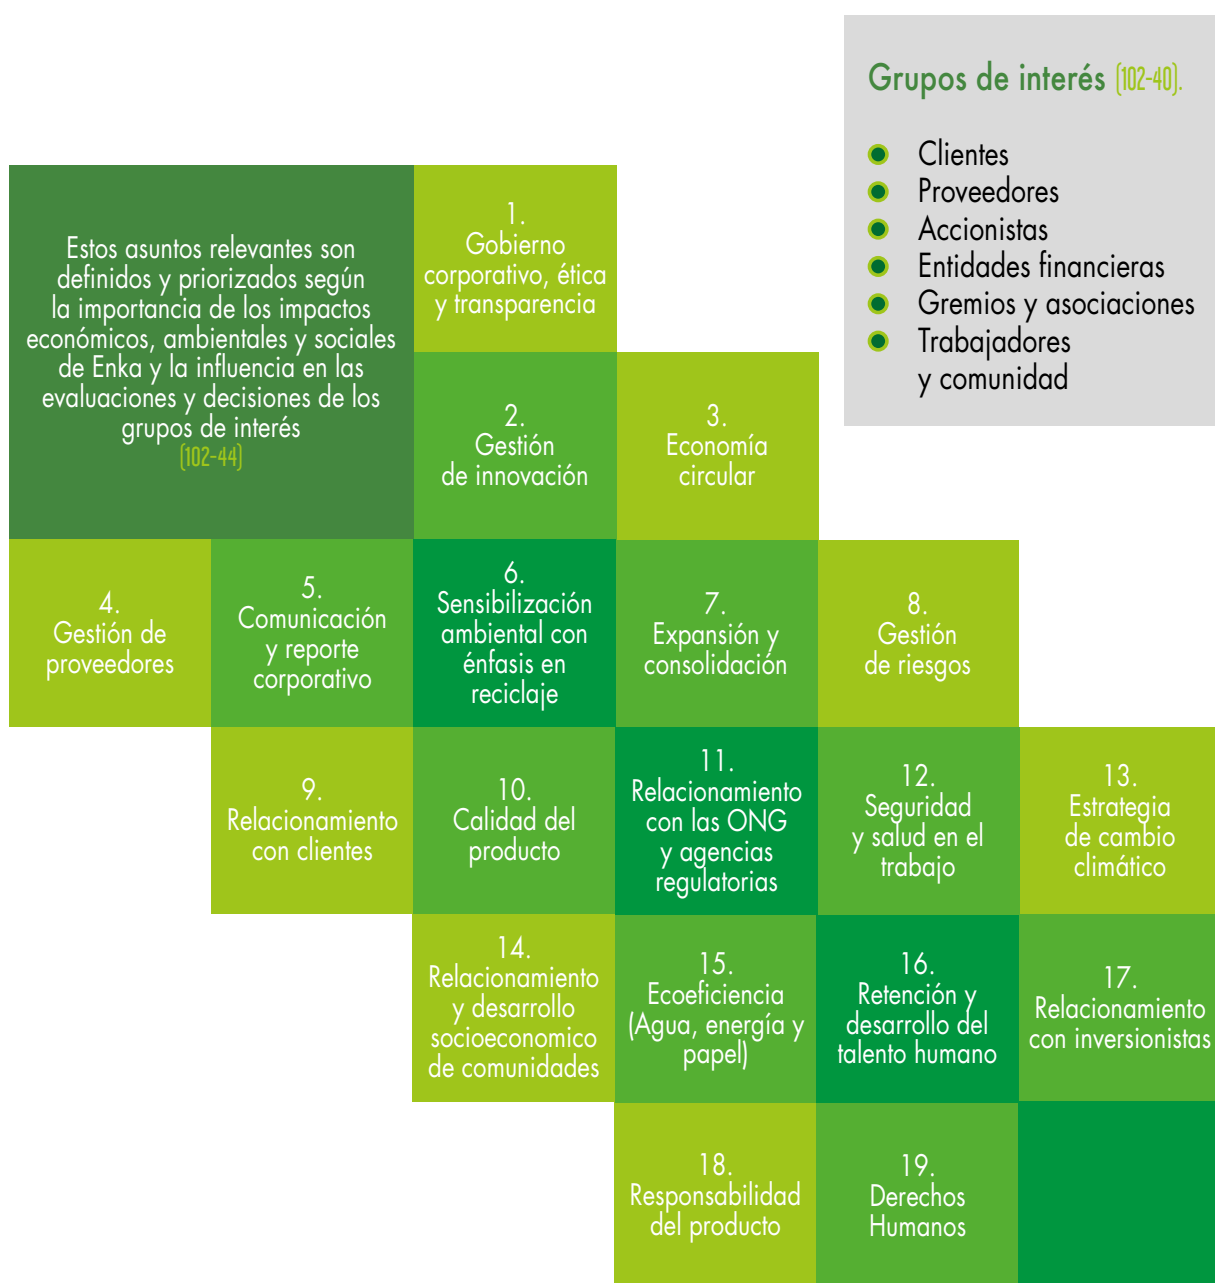 Grupos de interés (102-40).
Clientes
Proveedores
Accionistas
Entidades financieras
Gremios y asociaciones
Trabajadores
y comunidad
Estos asuntos relevantes son
definidos y priorizados según
la importancia de los impactos
económicos, ambientales y sociales
de Enka y la influencia en las
evaluaciones y decisiones de los
grupos de interés
(102-44)
1.
Gobierno
corporativo, ética
y transparencia
2.
Gestión
de innovación
3.
Economía
circular
4.
Gestión de
proveedores
5.
Comunicación
y reporte
corporativo
6.
Sensibilización
ambiental con
énfasis en
reciclaje
7.
Expansión y
consolidación
8.
Gestión
de riesgos
9.
Relacionamiento
con clientes
10.
Calidad del
producto
11.
Relacionamiento
con las ONG
y agencias
regulatorias
12.
Seguridad
y salud en el
trabajo
13.
Estrategia
de cambio
climático
14.
Relacionamiento
y desarrollo
socioeconomico
de comunidades
15.
Ecoeficiencia
(Agua, energía y
papel)
16.
Retención y
desarrollo del
talento humano
17.
Relacionamiento
con inversionistas
18.
Responsabilidad
del producto
19.
Derechos
Humanos